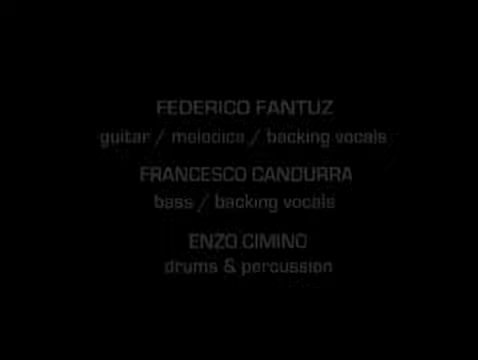 FEDERICO FANTUZ
guitar / melodica / backing vocals
FRANCESCO CANDURRA
bass / backing vocals
ENZO CIMINO
drums & percussion